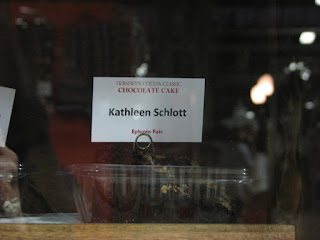 HERSHEY'S COCOA CLASSIC
CHOCOLATE CAKE
Kathleen Schlott
Ephrata Fair